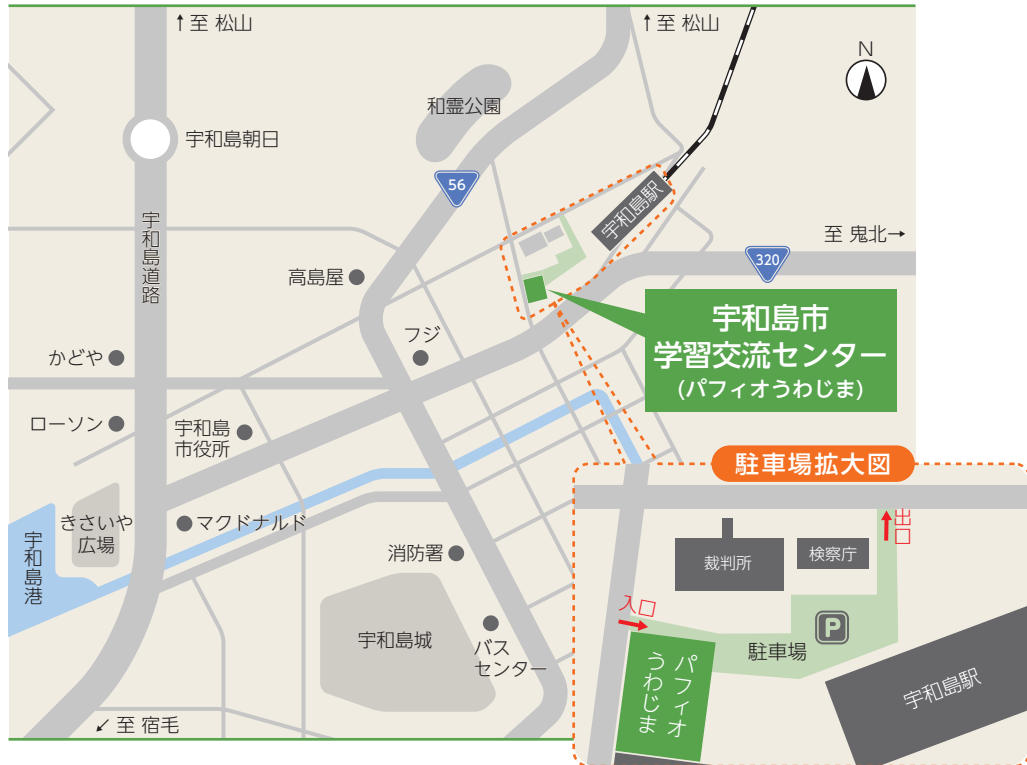 ↑至 松山
↑至 松山
N
和霊公園
宇和島朝日
56
宇和島駅
宇和島道路
至 鬼北→
320
高島屋
宇和島市
学習交流センター
(パフィオうわじま)
フジ
かどや
ローソン
宇和島
市役所
駐車場拡大図
きさいや
広場
マクドナルド
宇和島港
消防署
出口
裁判所
検察庁
入口
P
駐車場
宇和島城
バス
センター
パフィオ
うわじま
宇和島駅
↙至 宿毛